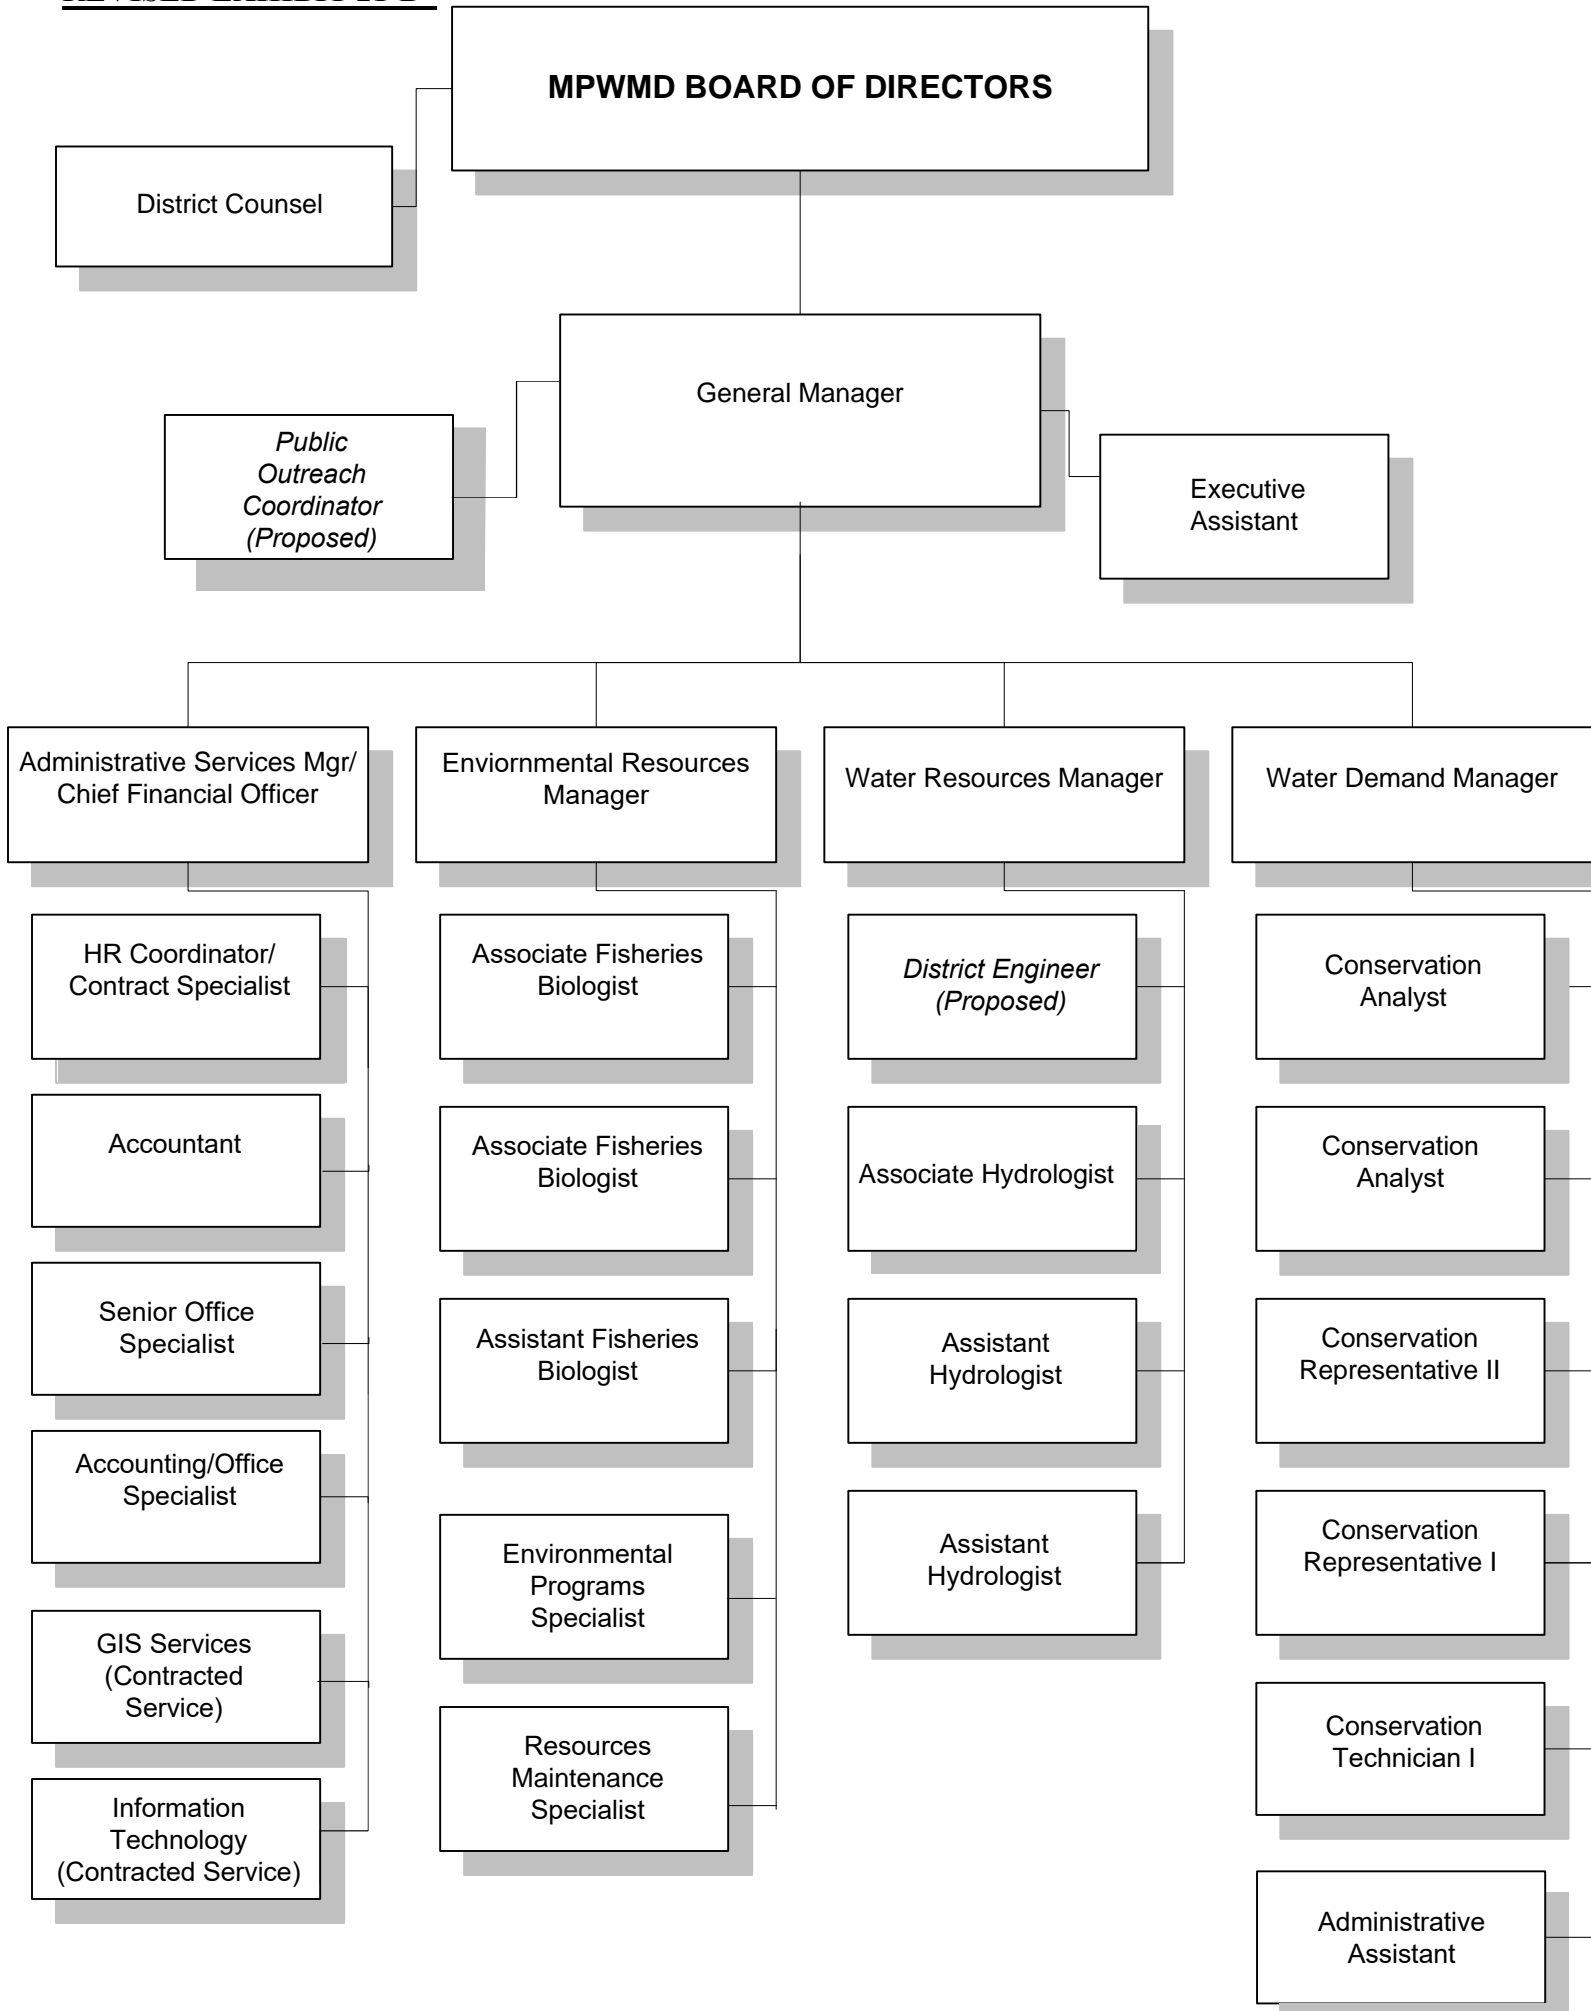 MPWMD BOARD OF DIRECTORS
District Counsel
General Manager
Public
Outreach
Coordinator
(Proposed)
Executive
Assistant
Administrative Services Mgr/
Chief Financial Officer
Enviornmental Resources
Manager
Water Resources Manager
Water Demand Manager
HR Coordinator/
Contract Specialist
Accountant
Senior Office
Specialist
Accounting/Office
Specialist
GIS Services
(Contracted
Service)
Information
Technology
(Contracted Service)
Associate Fisheries
Biologist
Associate Fisheries
Biologist
Assistant Fisheries
Biologist
Environmental
Programs
Specialist
Resources
Maintenance
Specialist
District Engineer
(Proposed)
Associate Hydrologist
Assistant
Hydrologist
Assistant
Hydrologist
Conservation
Analyst
Conservation
Analyst
Conservation
Representative II
Conservation
Representative I
Conservation
Technician I
Administrative
Assistant